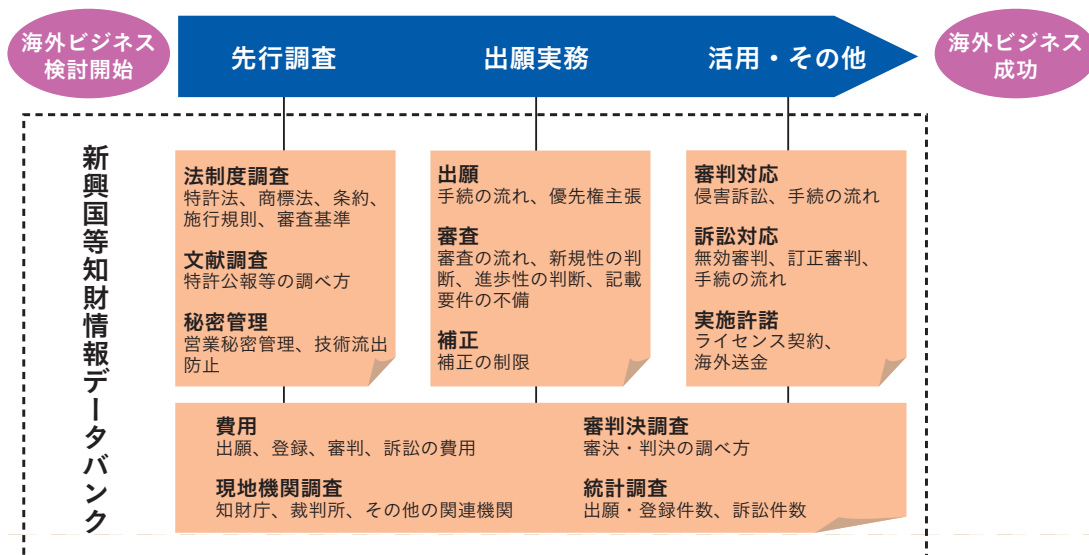 海外ビジネス
検討開始
先行調査
出願実務
活用・その他
海外ビジネス
成功
新興国等知財情報データバンク
法制度調査
特許法、商標法、条約、
施行規則、審査基準
文献調査
特許公報等の調べ方
秘密管理
営業秘密管理、技術流出
防止
出願
手続の流れ、優先権主張
審査
審査の流れ、新規性の判
断、進歩性の判断、記載
要件の不備
補正
補正の制限
審判対応
侵害訴訟、手続の流れ
訴訟対応
無効審判、訂正審判、
手続の流れ
実施許諾
ライセンス契約、
海外送金
費用
出願、登録、審判、訴訟の費用
現地機関調査
知財庁、裁判所、その他の関連機関
審判決調査
審決・判決の調べ方
統計調査
出願・登録件数、訴訟件数